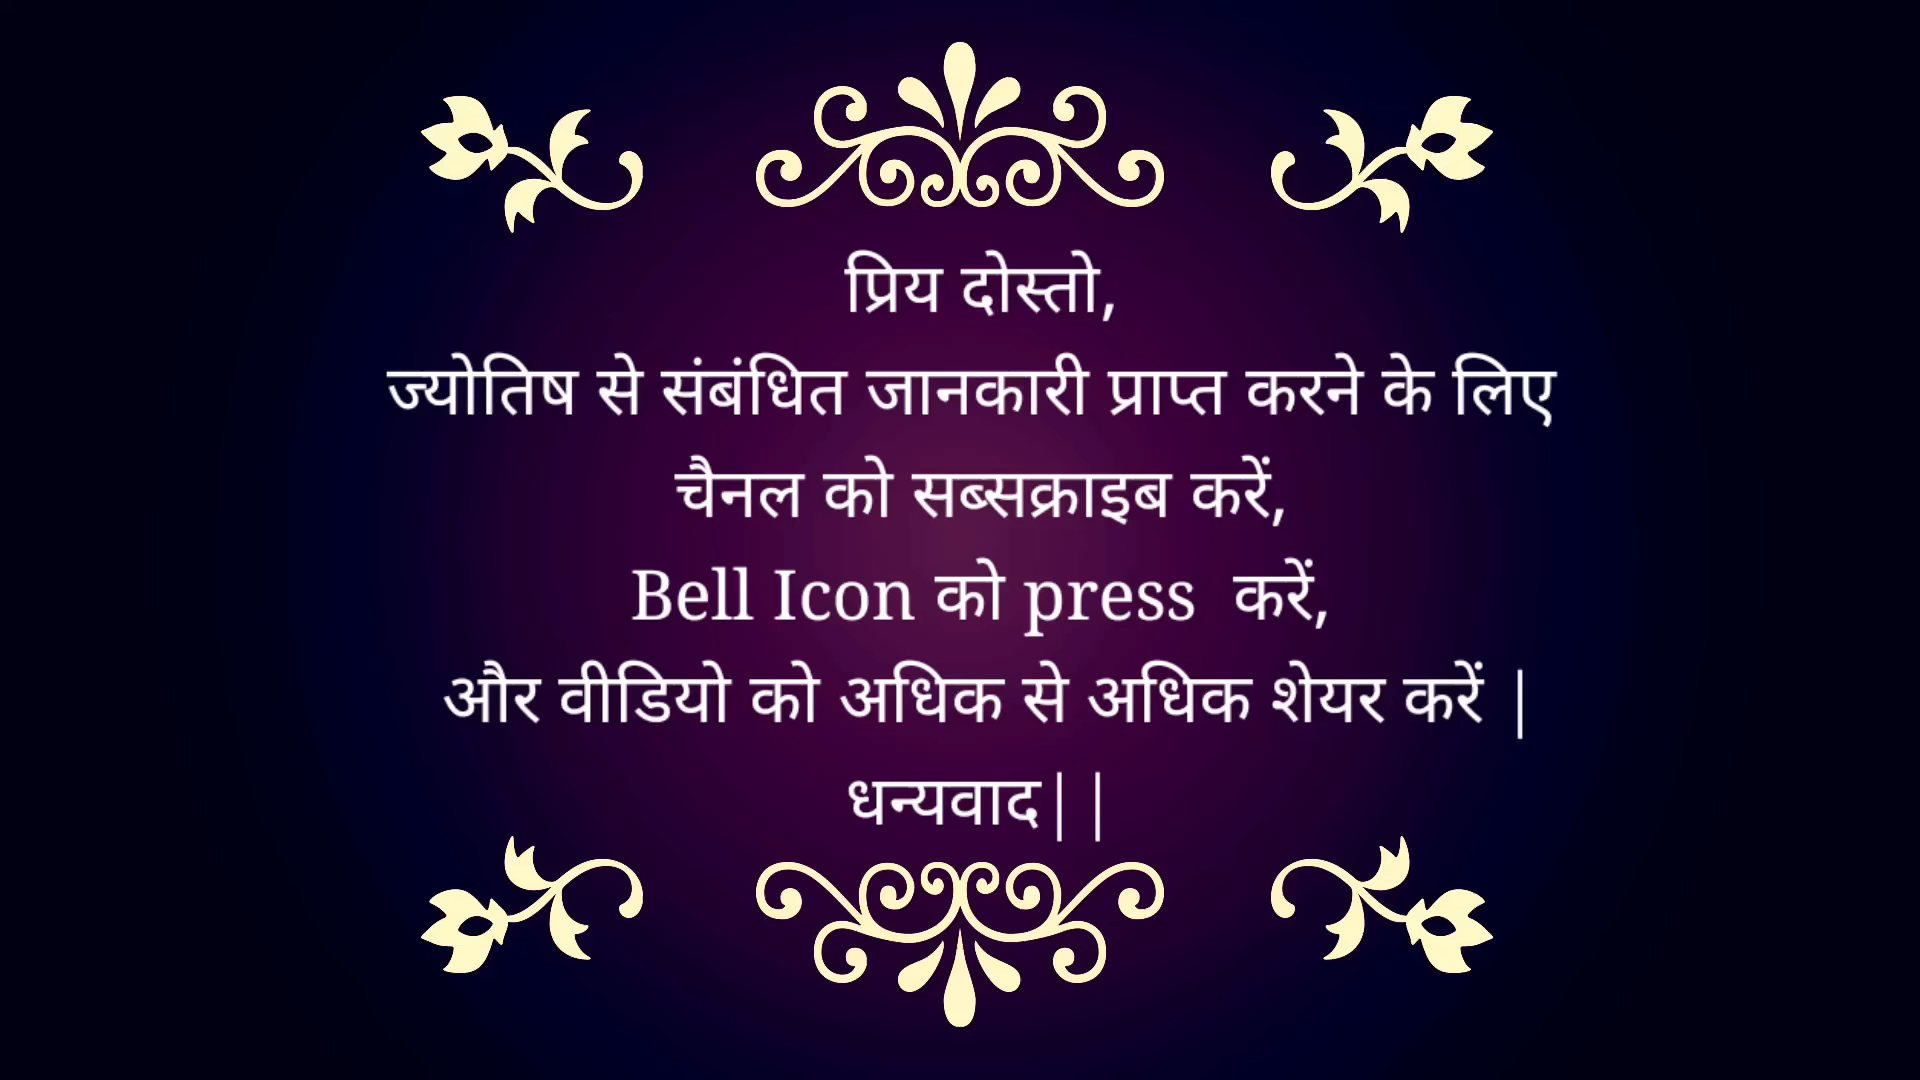 प्रिय दोस्तो,
ज्योतिष से संबंधित जानकारी प्राप्त करने के लिए
चैनल को सब्सक्राइब करें,
Bell Icon को press  करें,
और वीडियो को अधिक से अधिक शेयर करें |
धन्यवाद||